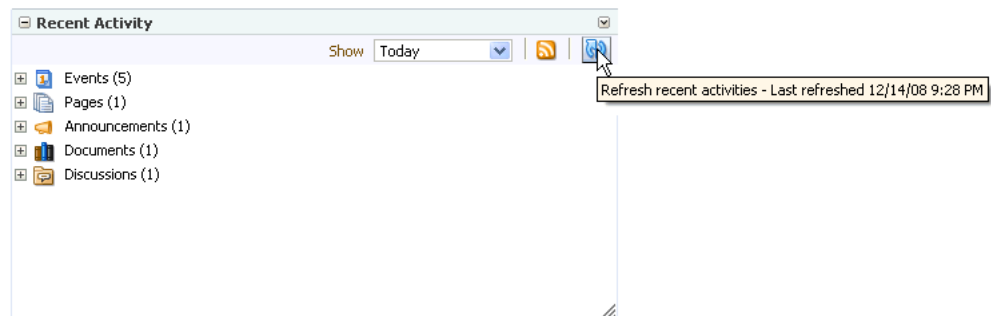 Recent Activity
Show Today
Events (5)
Refresh recent activities - Last refreshed 12/14/08 9:28 PM
Pages (1)
Announcements (1)
Documents (1)
Discussions (1)